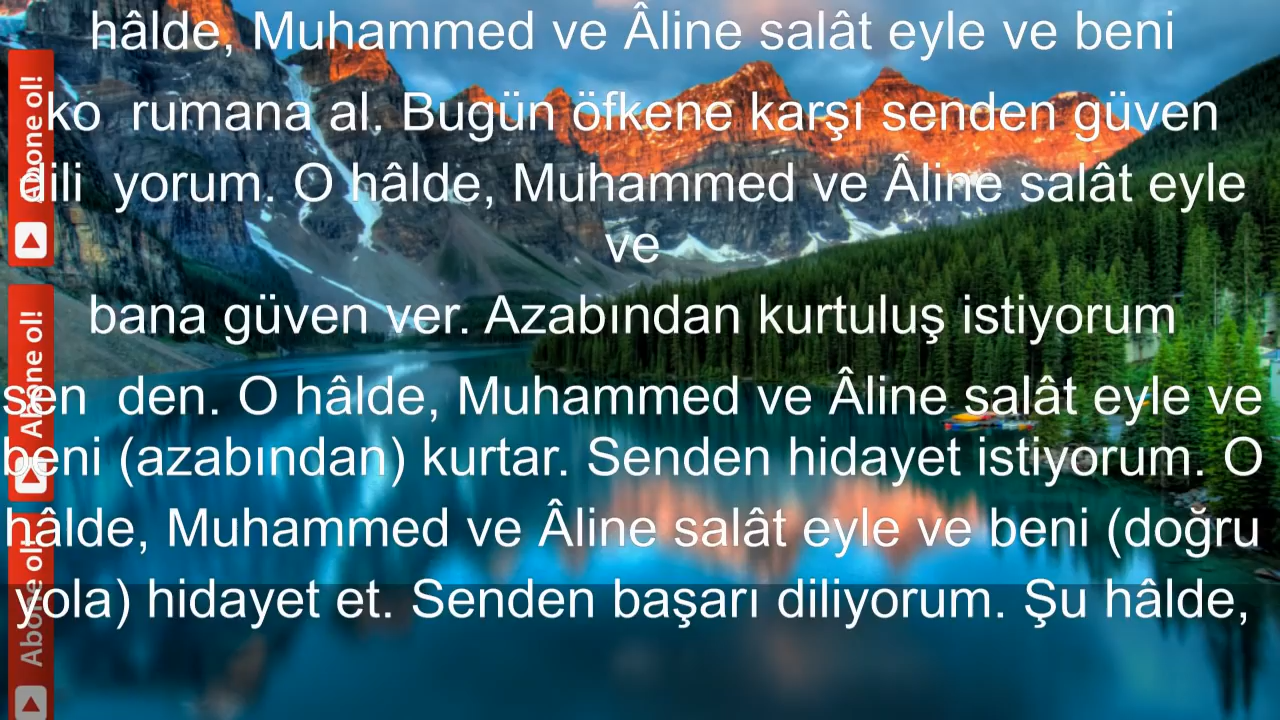 hâlde, Muhammed ve Âline salât eyle ve beni
ko rumana al. Bugün öfkene karşı senden güven
dili yorum. O hâlde, Muhammed ve Âline salât eyle
ve
bana güven ver. Azabından kurtuluş istiyorum
sen den. O hâlde, Muhammed ve Âline salât eyle ve
beni (azabından) kurtar. Senden hidayet istiyorum. O
hâlde, Muhammed ve Âline salât eyle ve beni (doğru
yola) hidayet et. Senden başarı diliyorum. Şu hâlde,
Abone ol!
Abone ol!
Abone ol!